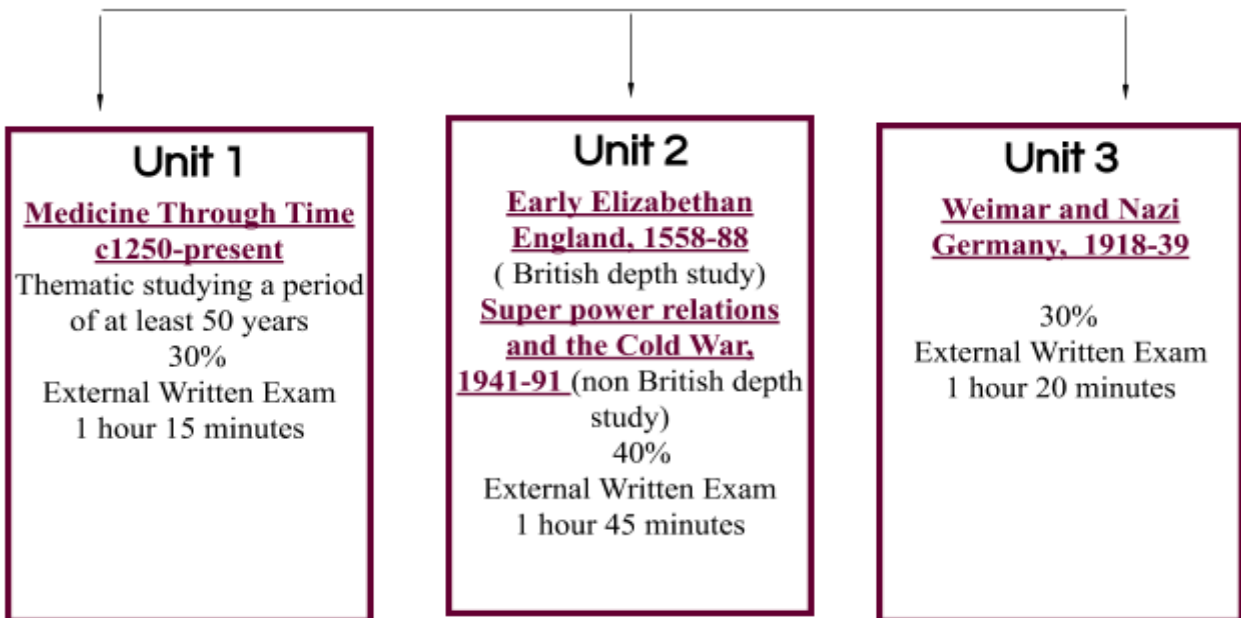 Unit 1
Medicine Through Time
c1250-present
Thematic studying a period
of at least 50 years
30%
External Written Exam
1 hour 15 minutes
Unit 2
Early Elizabethan
England, 1558-88
( British depth study)
Super power relations
and the Cold War,
1941-91 (non British depth
study)
40%
External Written Exam
1 hour 45 minutes
Unit 3
Weimar and Nazi
Germany, 1918-39
30%
External Written Exam
1 hour 20 minutes